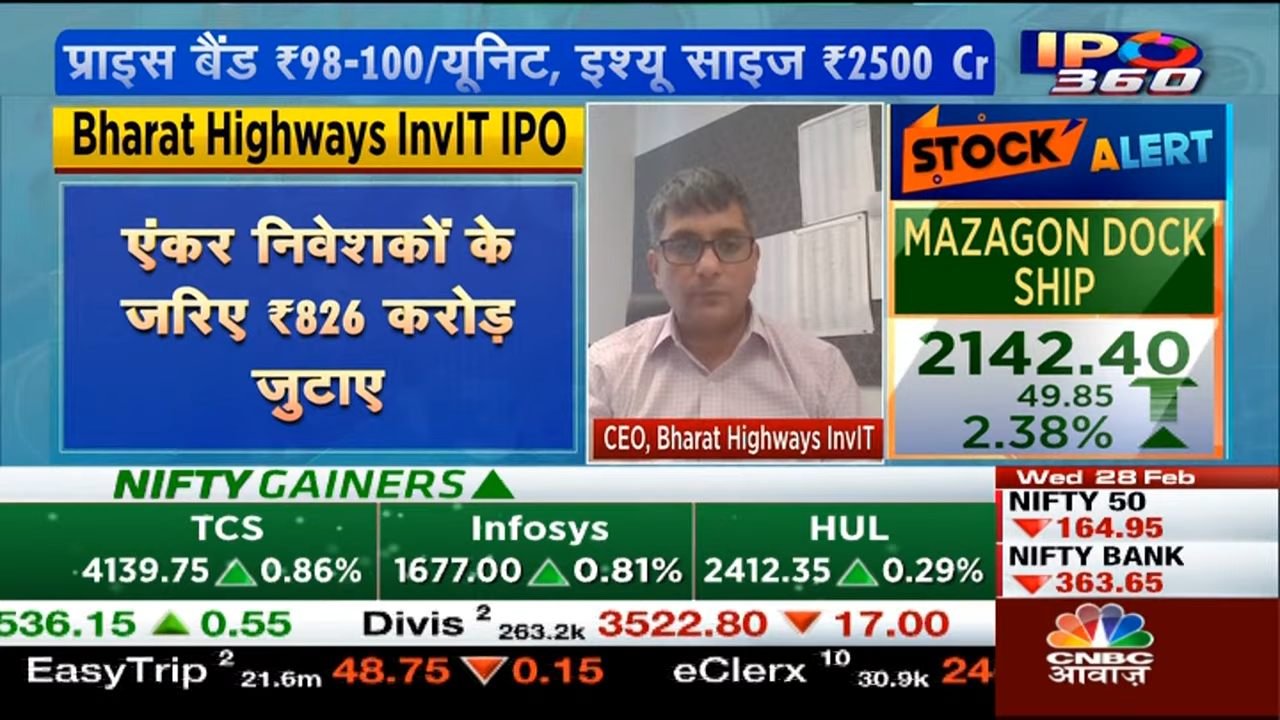 प्राइस बैंड ₹98-100/यूनिट, इश्यू साइज ₹2500 Cr
IPO
360
Bharat Highways InvIT IPO
एंकर निवेशकों के
जरिए ₹826 करोड़
जुटाए
CEO, Bharat Highways InvIT
STOCK ALERT
MAZAGON DOCK
SHIP
2142.40
49.85
2.38%
NIFTY GAINERS
TCS
4139.75 0.86%
Infosys
1677.00 0.81%
HUL
2412.35 0.29%
Wed 28 Feb
NIFTY 50
164.95
NIFTY BANK
363.65
536.15 0.55 Divis 2 263.2k 3522.80 17.00
EasyTrip 2 21.6m 48.75 0.15 eClerx 10 30.9k 24
CNBC
आवाज़